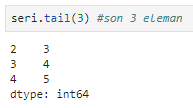 seri.tail(3) #son 3 eleman
2    3
3    4
4    5
dtype: int64